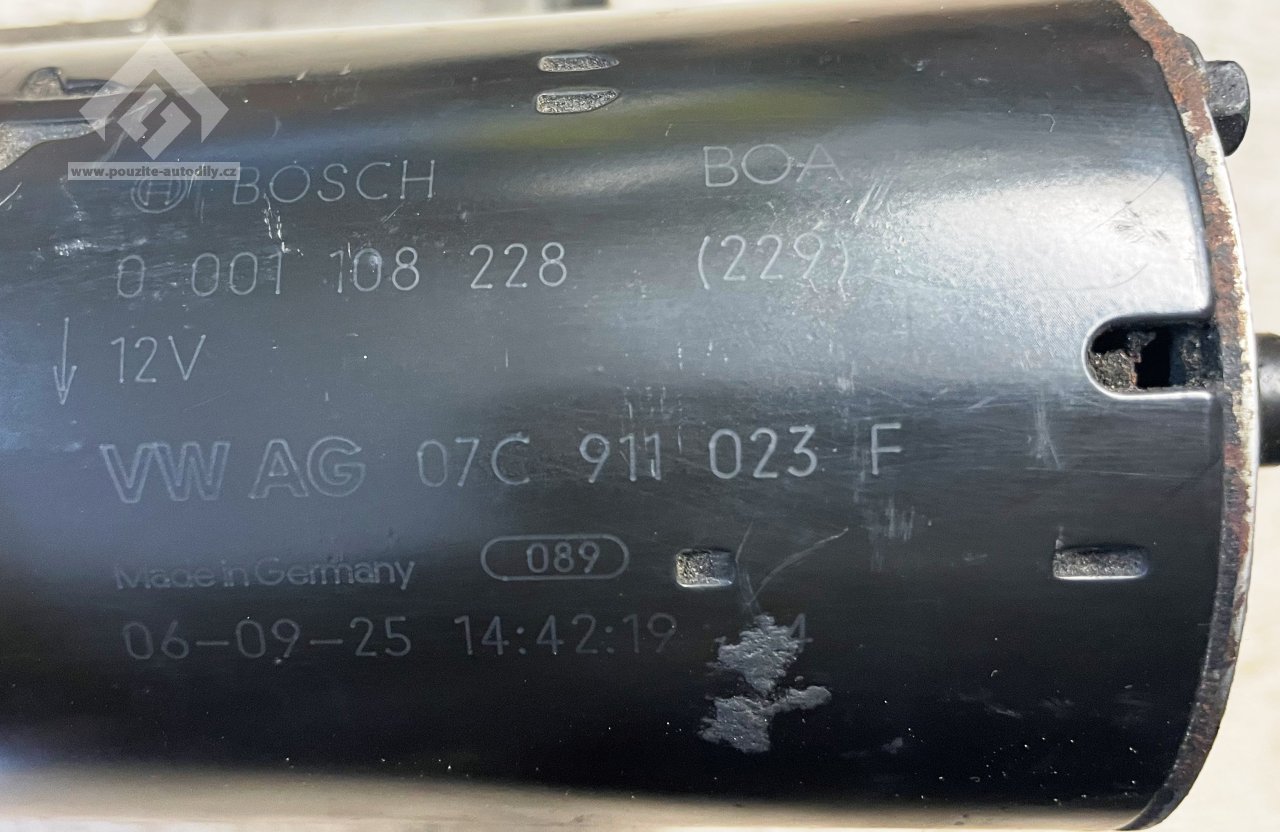 www.pouzite-autodily.cz
BOSCH BOA
0 001 108 228 (229)
12V
VW AG 07C 911 023 F
Made in Germany 089
06-09-25 14:42:19 4